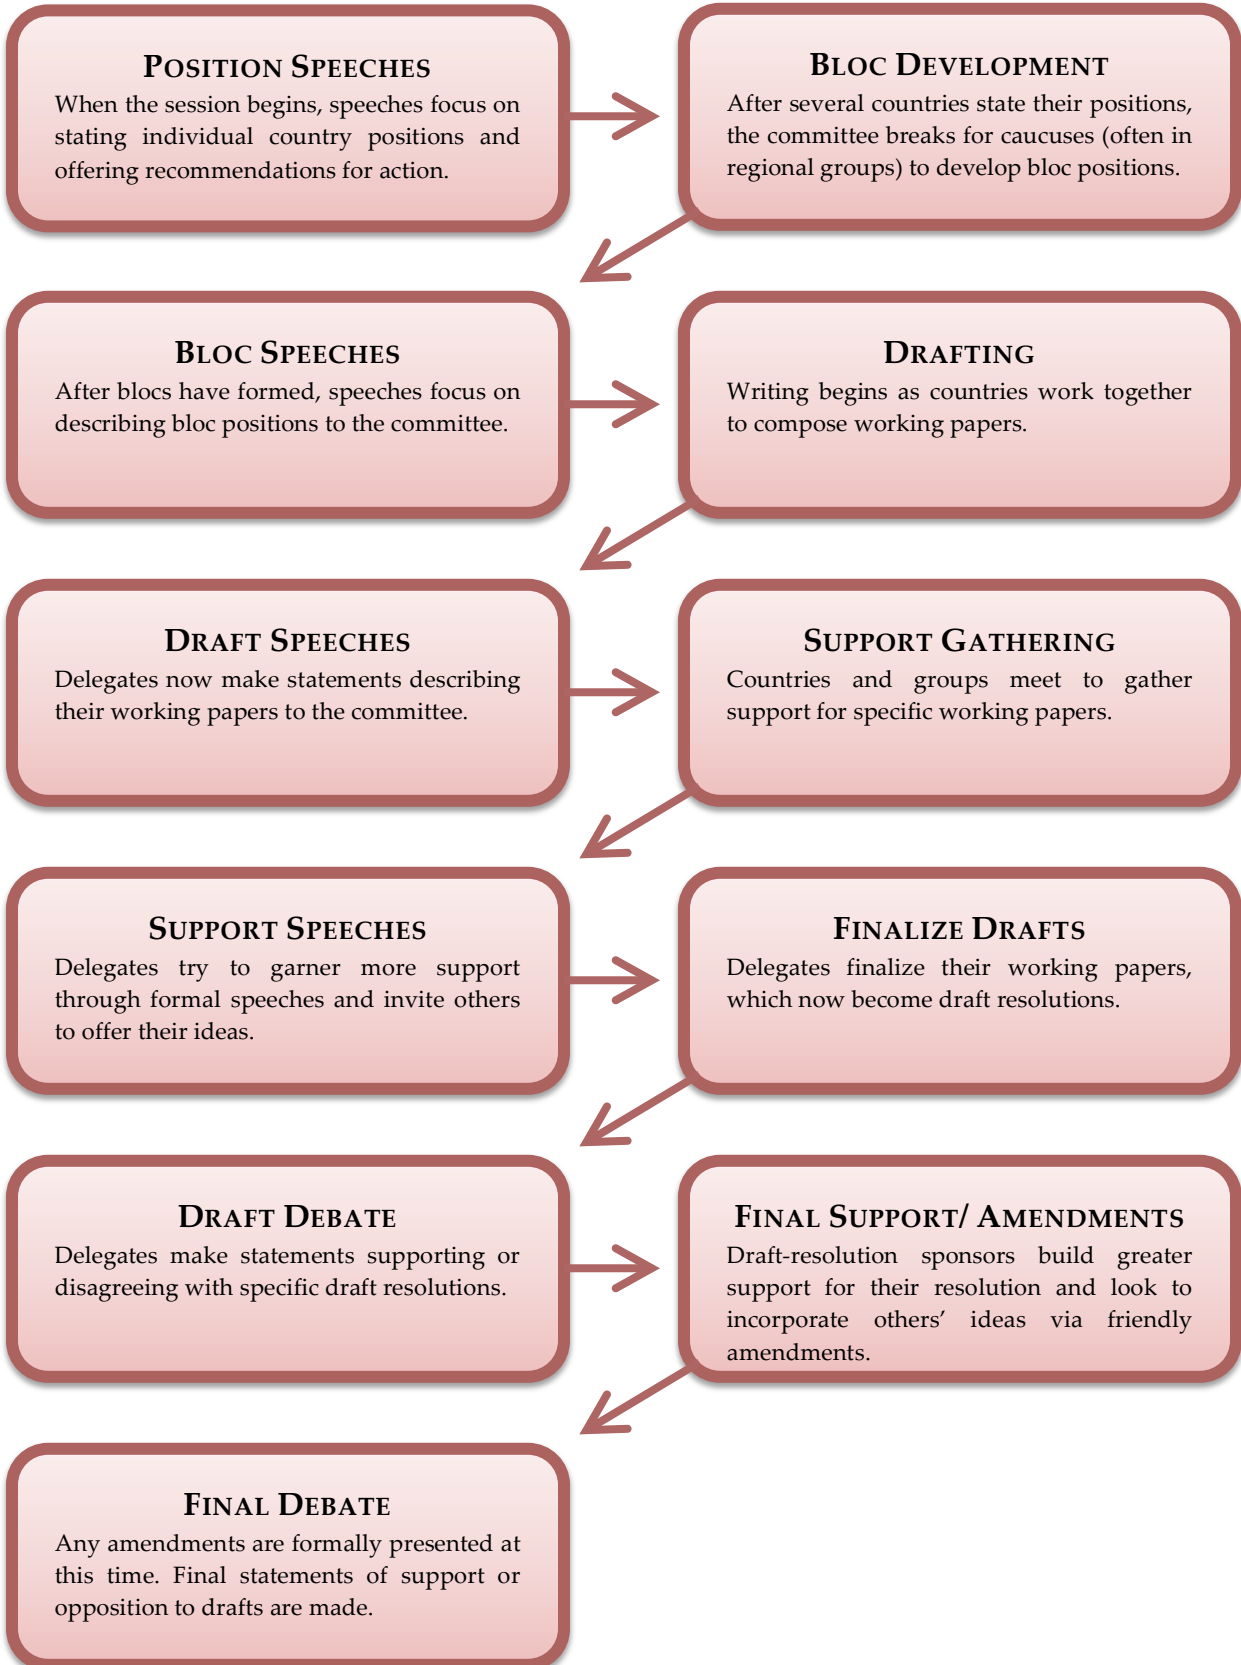 POSITION SPEECHES
When the session begins, speeches focus on
stating individual country positions and
offering recommendations for action.
BLOC DEVELOPMENT
After several countries state their positions,
the committee breaks for caucuses (often in
regional groups) to develop bloc positions.
BLOC SPEECHES
After blocs have formed, speeches focus on
describing bloc positions to the committee.
DRAFTING
Writing begins as countries work together
to compose working papers.
DRAFT SPEECHES
Delegates now make statements describing
their working papers to the committee.
SUPPORT GATHERING
Countries and groups meet to gather
support for specific working papers.
SUPPORT SPEECHES
Delegates try to garner more support
through formal speeches and invite others
to offer their ideas.
FINALIZE DRAFTS
Delegates finalize their working papers,
which now become draft resolutions.
DRAFT DEBATE
Delegates make statements supporting or
disagreeing with specific draft resolutions.
FINAL SUPPORT/ AMENDMENTS
Draft-resolution sponsors build greater
support for their resolution and look to
incorporate others’ ideas via friendly
amendments.
FINAL DEBATE
Any amendments are formally presented at
this time. Final statements of support or
opposition to drafts are made.